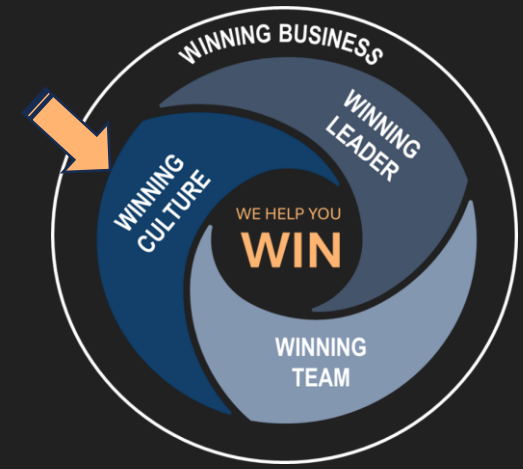 WINNING BUSINESS
WINNING
LEADER
WINNING
CULTURE
WE HELP YOU
WIN
WINNING
TEAM